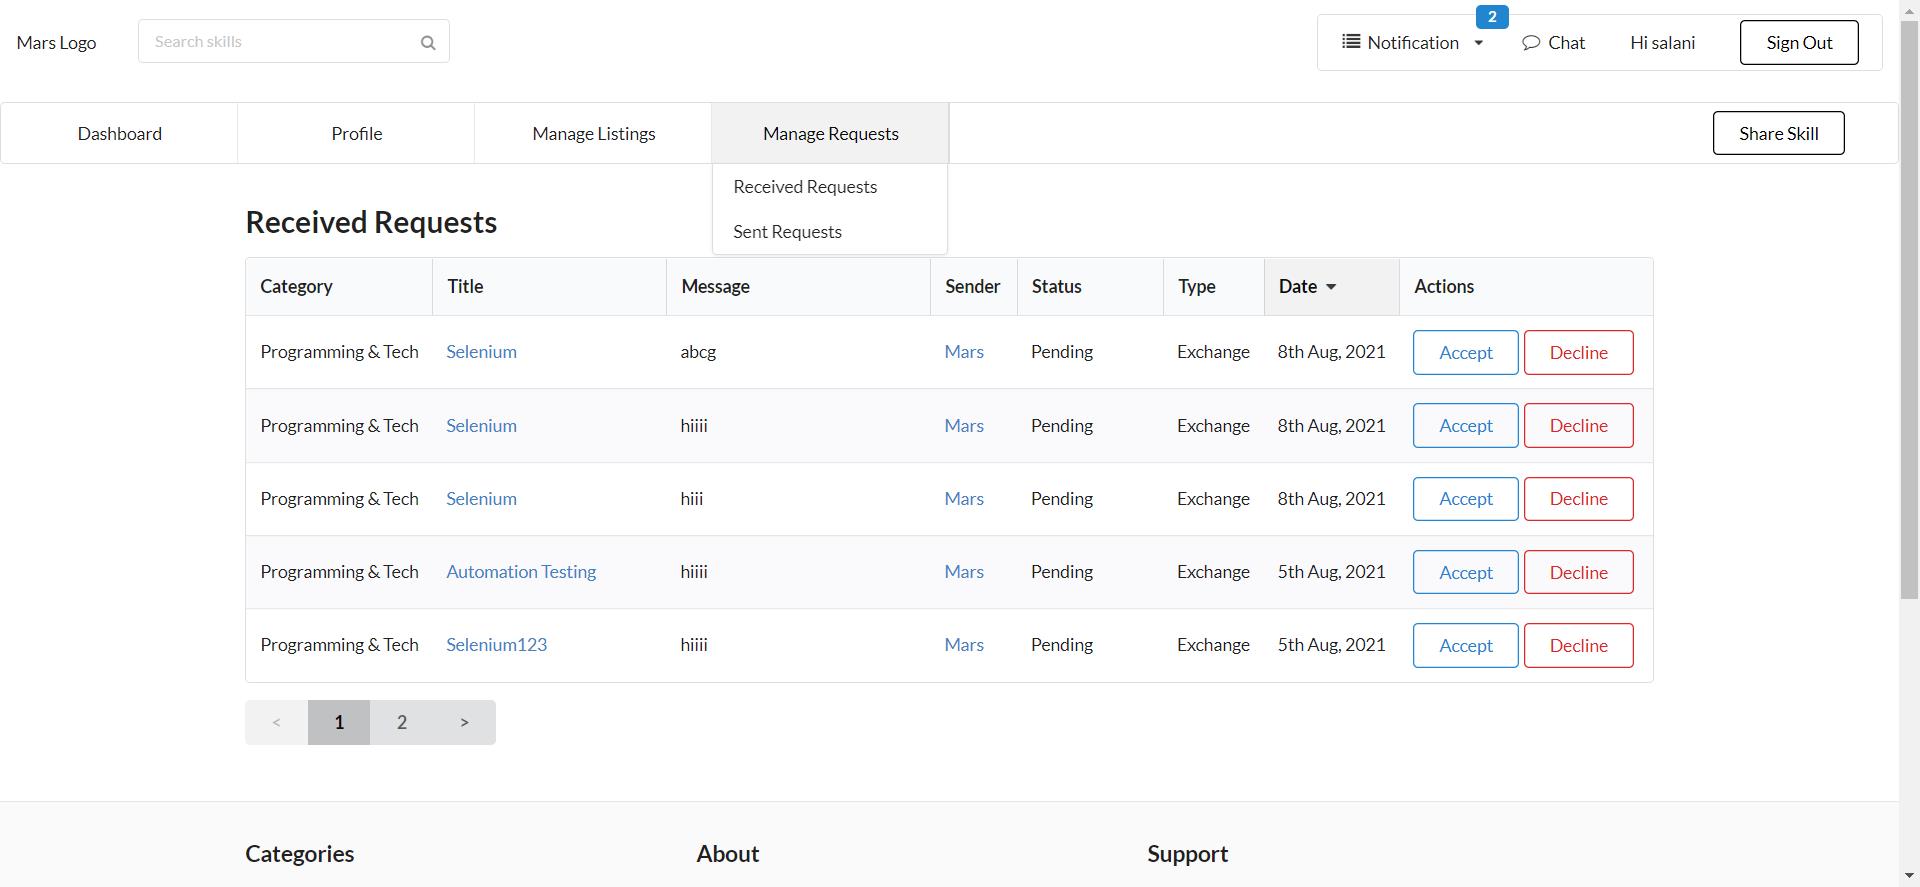 Mars Logo
Search skills
2
Notification
Chat
Hi salani
Sign Out
Dashboard
Profile
Manage Listings
Manage Requests
Share Skill
Received Requests
Sent Requests
Received Requests
Category Title Message Sender Status Type Date Actions
Programming & Tech Selenium abcg Mars Pending Exchange 8th Aug, 2021 Accept Decline
Programming & Tech Selenium hiiii Mars Pending Exchange 8th Aug, 2021 Accept Decline
Programming & Tech Selenium hiii Mars Pending Exchange 8th Aug, 2021 Accept Decline
Programming & Tech Automation Testing hiiii Mars Pending Exchange 5th Aug, 2021 Accept Decline
Programming & Tech Selenium123 hiiii Mars Pending Exchange 5th Aug, 2021 Accept Decline
< 1 2 >
Categories About Support